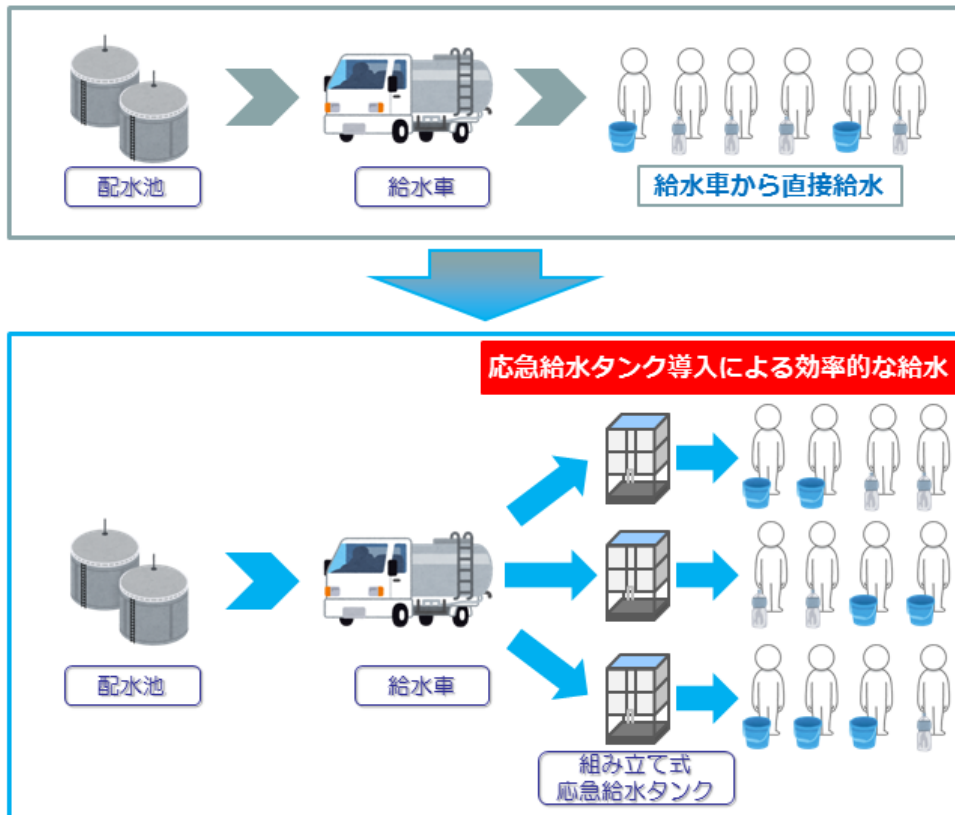 配水池
給水車
給水車から直接給水
応急給水タンク導入による効率的な給水
配水池
給水車
組み立て式
応急給水タンク